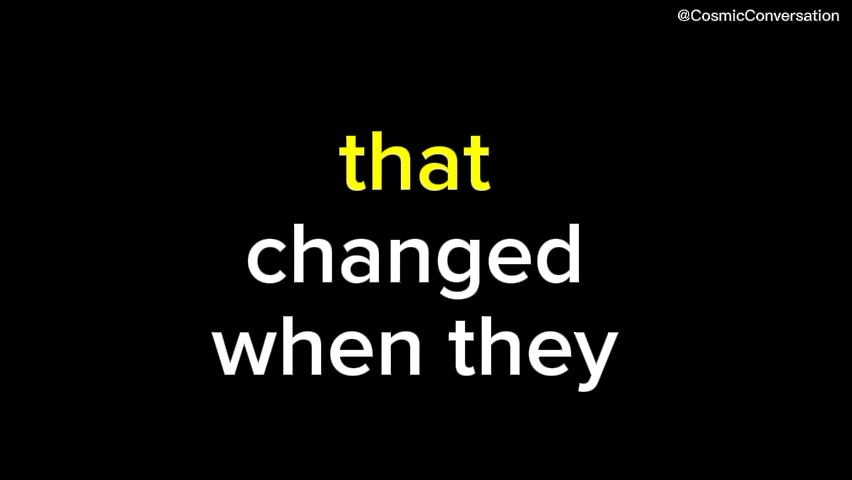 @CosmicConversation
that
changed
when they